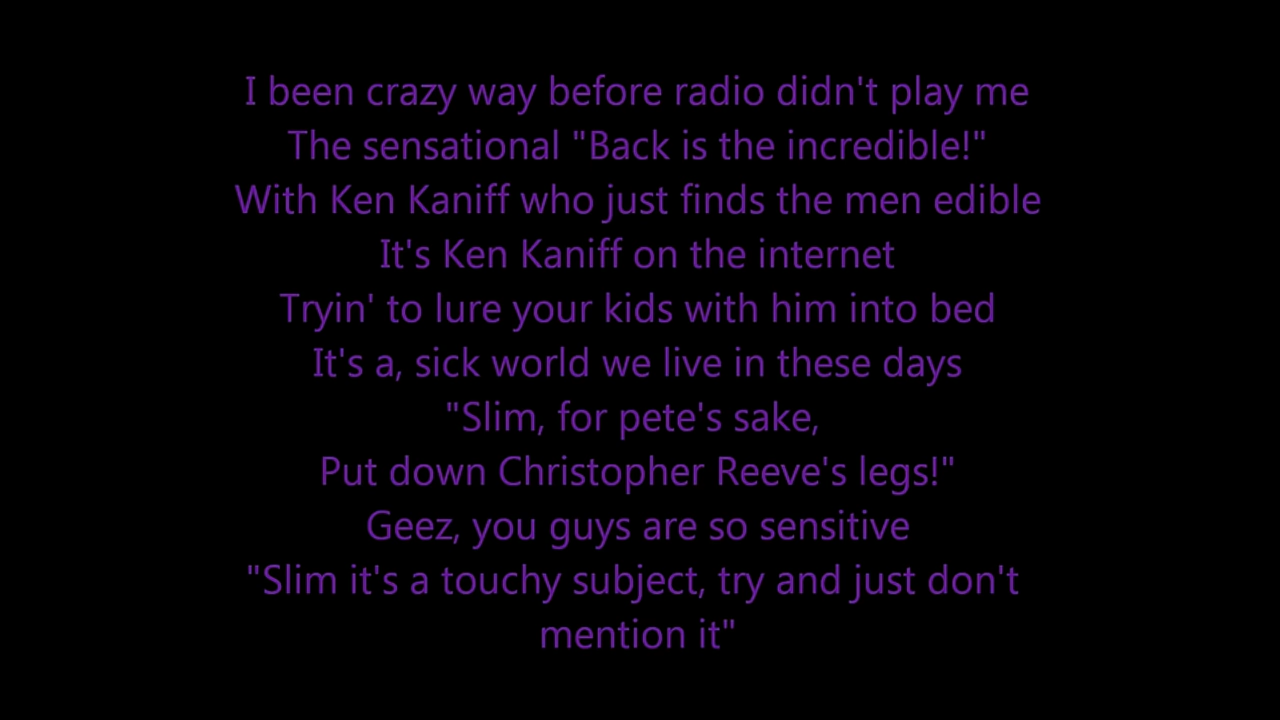 I been crazy way before radio didn't play me
The sensational "Back is the incredible!"
With Ken Kaniff who just finds the men edible
It's Ken Kaniff on the internet
Tryin' to lure your kids with him into bed
It's a, sick world we live in these days
"Slim, for pete's sake,
Put down Christopher Reeve's legs!"
Geez, you guys are so sensitive
"Slim it's a touchy subject, try and just don't
mention it"